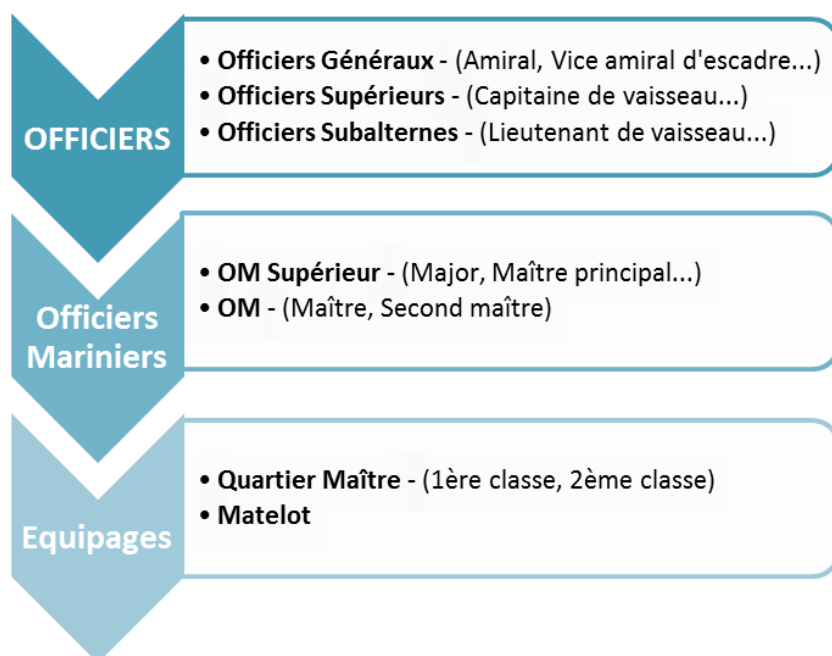 OFFICIERS
• Officiers Généraux - (Amiral, Vice amiral d'escadre...)
• Officiers Supérieurs - (Capitaine de vaisseau...)
• Officiers Subalternes - (Lieutenant de vaisseau...)
Officiers
Mariniers
• OM Supérieur - (Major, Maître principal...)
• OM - (Maître, Second maître)
Equipages
• Quartier Maître - (1ère classe, 2ème classe)
• Matelot